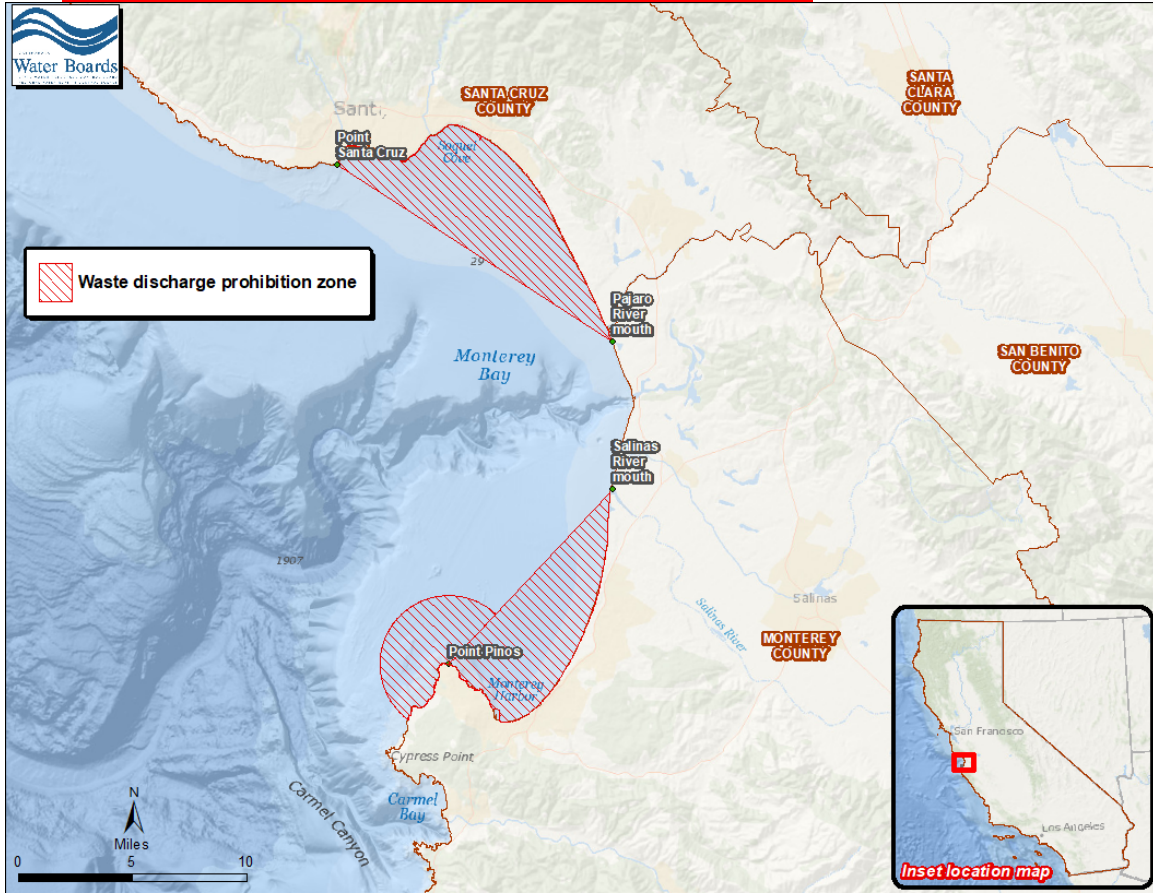 Water Boards
SANTA CRUZ
COUNTY
SANTA
CLARA
COUNTY
Point
Santa Cruz
Soquel
Cove
29
Waste discharge prohibition zone
Pajaro
River
mouth
SAN BENITO
COUNTY
Monterey
Bay
Salinas
River
mouth
1907
Salinas
Salinas River
MONTEREY
COUNTY
Point Pinos
Monterey
Harbor
Cypress Point
Carmel
Bay
Carmel Canyon
N
Miles
0 5 10
San Francisco
Los Angeles
Inset location map